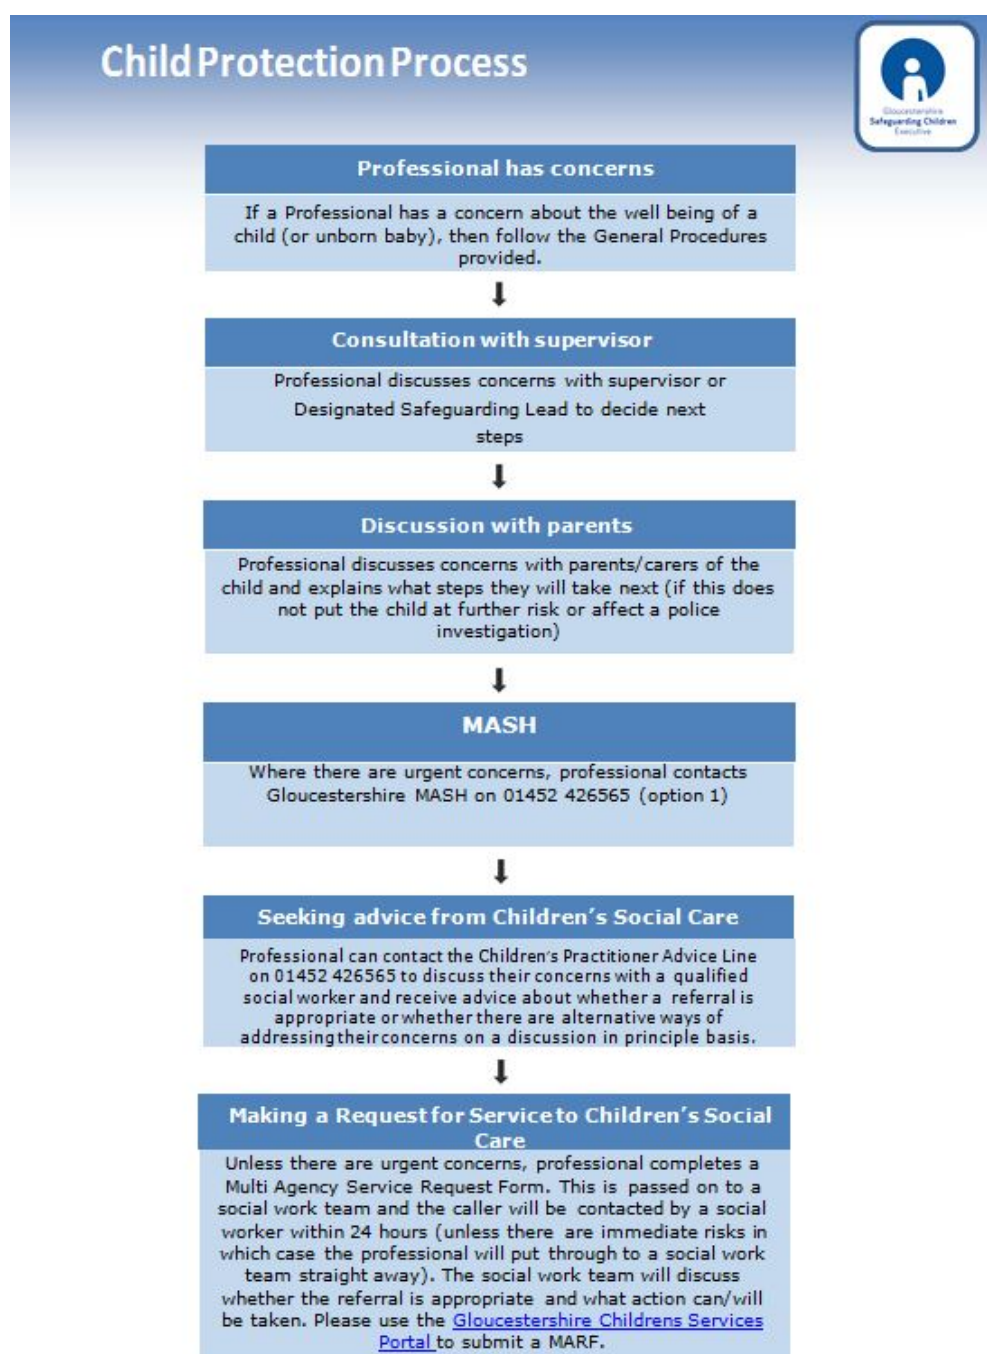 Child Protection Process
Gloucestershire
Safeguarding Children
Executive
Professional has concerns
If a Professional has a concern about the well being of a
child (or unborn baby), then follow the General Procedures
provided.
Consultation with supervisor
Professional discusses concerns with supervisor or
Designated Safeguarding Lead to decide next
steps
Discussion with parents
Professional discusses concerns with parents/carers of the
child and explains what steps they will take next (if this does
not put the child at further risk or affect a police
investigation)
MASH
Where there are urgent concerns, professional contacts
Gloucestershire MASH on 01452 426565 (option 1)
Seeking advice from Children's Social Care
Professional can contact the Children's Practitioner Advice Line
on 01452 426565 to discuss their concerns with a qualified
social worker and receive advice about whether a referral is
appropriate or whether there are alternative ways of
addressing their concerns on a discussion in principle basis.
Making a Request for Service to Children's Social
Care
Unless there are urgent concerns, professional completes a
Multi Agency Service Request Form. This is passed on to a
social work team and the caller will be contacted by a social
worker within 24 hours (unless there are immediate risks in
which case the professional will put through to a social work
team straight away). The social work team will discuss
whether the referral is appropriate and what action can/will
be taken. Please use the Gloucestershire Childrens Services
Portal to submit a MARF.